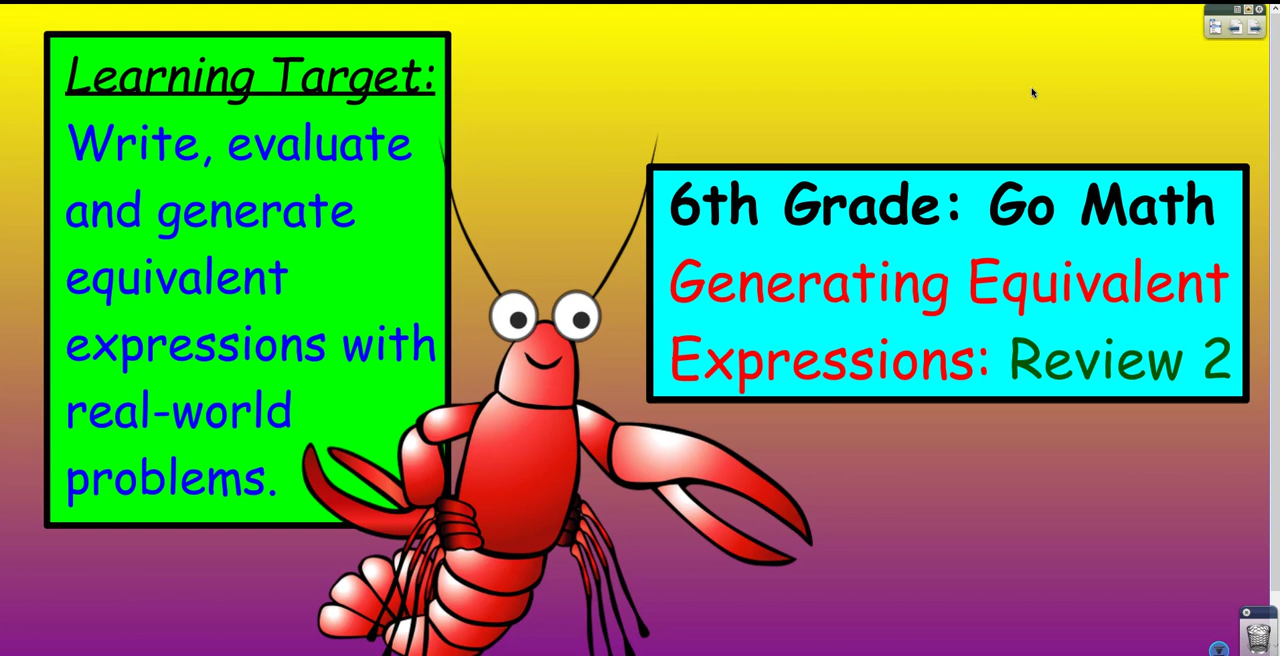 Learning Target:
Write, evaluate
and generate
equivalent
expressions with
real-world
problems.
6th Grade: Go Math
Generating Equivalent
Expressions: Review 2